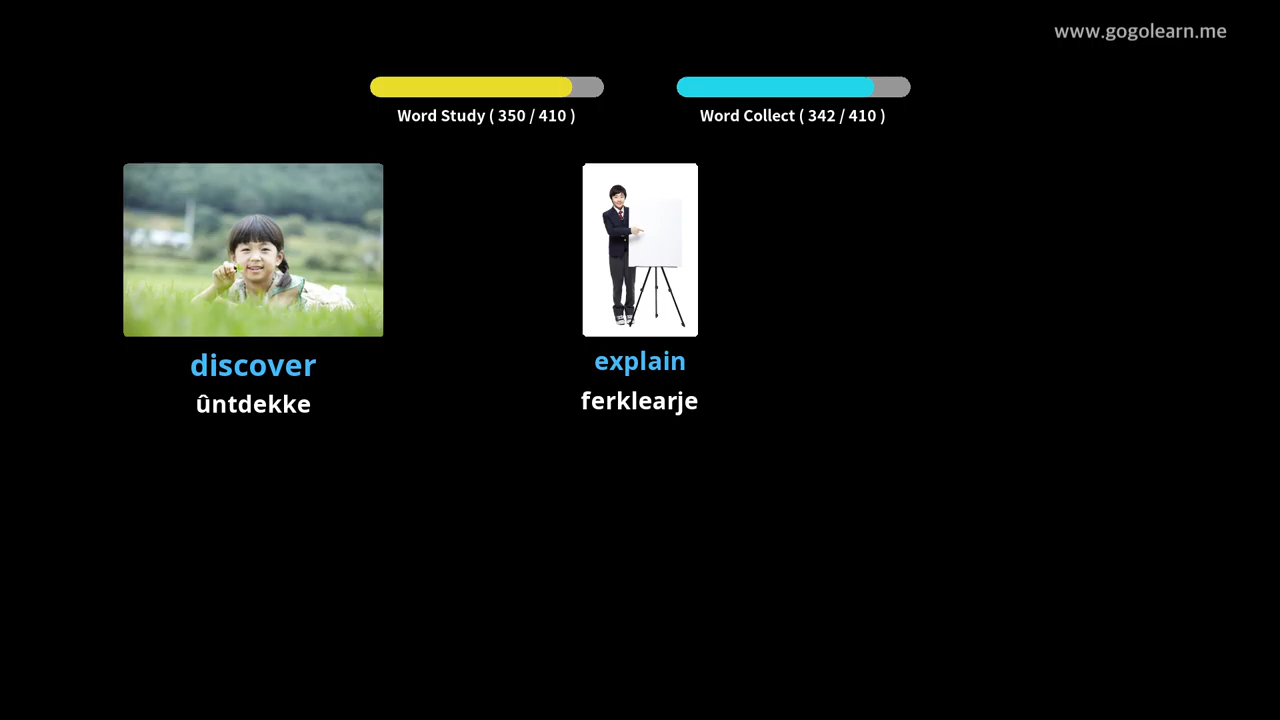 www.gogolearn.me
Word Study ( 350 / 410 )
Word Collect ( 342 / 410 )
discover
ûntdekke
explain
ferklearje